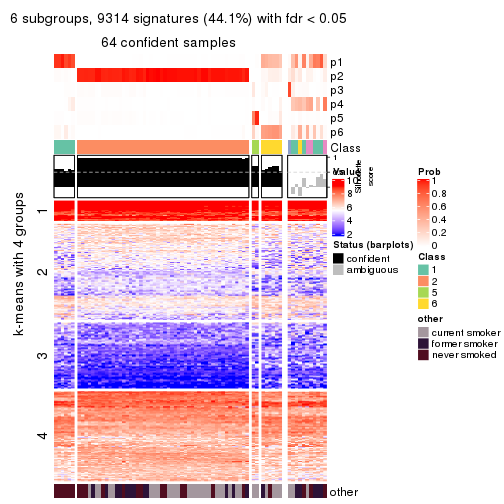 6 subgroups, 9314 signatures (44.1%) with fdr < 0.05
64 confident samples
p1
p2
p3
p4
p5
p6
Class
1
Silhouette
score
Value
10
8
6
4
2
Status (barplots)
confident
ambiguous
Prob
1
0.8
0.6
0.4
0.2
0
Class
1
2
5
6
other
current smoker
former smoker
never smoked
k-means with 4 groups
1
2
3
4
other